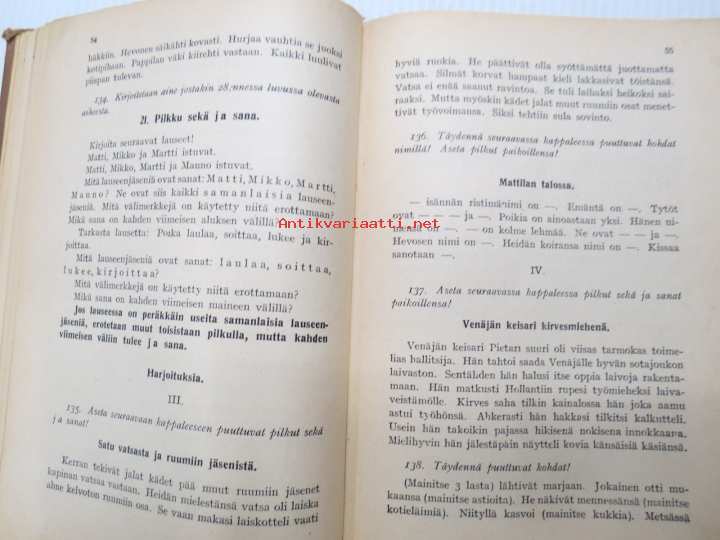 54
häkkiin. Hevonen säikähti kovasti. Hurjaa vauhtia se juoksi
kotipihaan. Pappilan väki kiirehti vastaan. Kaikki luulivat
piispan tulevan.
134. Kirjoitetaan aine jostakin 28:nnessa luvussa olevasta
aiheesta.
21. Pilkku sekä ja sana.
Kirjoita seuraavat lauseet!
Matti, Mikko ja Martti istuvat.
Matti, Mikko, Martti ja Mauno istuvat.
Mitä lauseenjäseniä ovat sanat: Matti, Mikko, Martti,
Mauno? Ne ovat siis kaikki samanlaisia lauseen-
jäseniä. Mitä välimerkkejä on käytetty niitä erottamaan?
Mikä sana on kahden viimeisen aluksen välillä?
Tarkasta lausetta: Poika laulaa, soittaa, lukee ja kir-
joittaa.
Mitä lauseenjäseniä ovat sanat: laulaa, soittaa,
lukee, kirjoittaa?
Mitä välimerkkejä on käytetty niitä erottamaan?
Mikä sana on kahden viimeisen maineen välillä?
Jos lauseessa on peräkkäin useita samanlaisia lauseen-
jäseniä, erotetaan muut toisistaan pilkulla, mutta kahden
viimeisen väliin tulee ja sana.
Harjoituksia.
III.
135. Aseta seuraavaan kappaleeseen puuttuvat pilkut sekä
ja sanat!
Satu vatsasta ja ruumiin jäsenistä.
Kerran tekivät jalat kädet pää muut ruumiin jäsenet
kapinan vatsaa vastaan. Heidän mielestänsä vatsa oli laiska
ahne kelvoton ruumiin osa. Se vaan makasi laiskotteli vaati
55
hyviä ruokia. He päättivät olla syöttämättä juottamatta
vatsaa. Silmät korvat hampaat kieli lakkasivat töistänsä.
Vatsa ei enää saanut ravintoa. Se tuli laihaksi heikoksi sai-
raaksi. Mutta myöskin kädet jalat muut ruumiin osat menet-
tivät työvoimansa. Siksi tehtiin sula sovinto.
136. Täydennä seuraavassa kappaleessa puuttuvat kohdat
nimillä! Aseta pilkut paikoillensa!
Mattilan talossa.
— isännän ristimänimi on —. Emäntä on —. Tytöt
ovat — — — ja —. Poikia on ainoastaan yksi. Hänen ni-
mensä on —. — on kolme lehmää. Ne ovat — — ja —.
Hevosen nimi on —. Heidän koiransa nimi on —. Kissaa
sanotaan —.
IV.
137. Aseta seuraavassa kappaleessa pilkut sekä ja sanat
paikoillensa!
Venäjän keisari kirvesmiehenä.
Venäjän keisari Pietari suuri oli viisas tarmokas toime-
lias hallitsija. Hän tahtoi saada Venäjälle hyvän sotajoukon
laivaston. Sentähden hän halusi itse oppia laivoja rakenta-
maan. Hän matkusti Hollantiin rupesi työmieheksi laiva-
veistämölle. Kirves saha tilkin kainalossa hän joka aamu
astui työhönsä. Ahkerasti hän hakkasi tilkitsi kalkutteli.
Usein hän takoikin pajassa hikisenä nokisena innokkaana.
Mielihyvin hän jälestäpäin näytteli kovia känsäisiä käsiänsä.
138. Täydennä puuttuvat kohdat!
(Mainitse 3 lasta) lähtivät marjaan. Jokainen otti mu-
kaansa (mainitse astioita). He näkivät mennessänsä (mainitse
kotieläimiä). Niityllä kasvoi (mainitse kukkia). Metsässä
Antikvariaatti.net